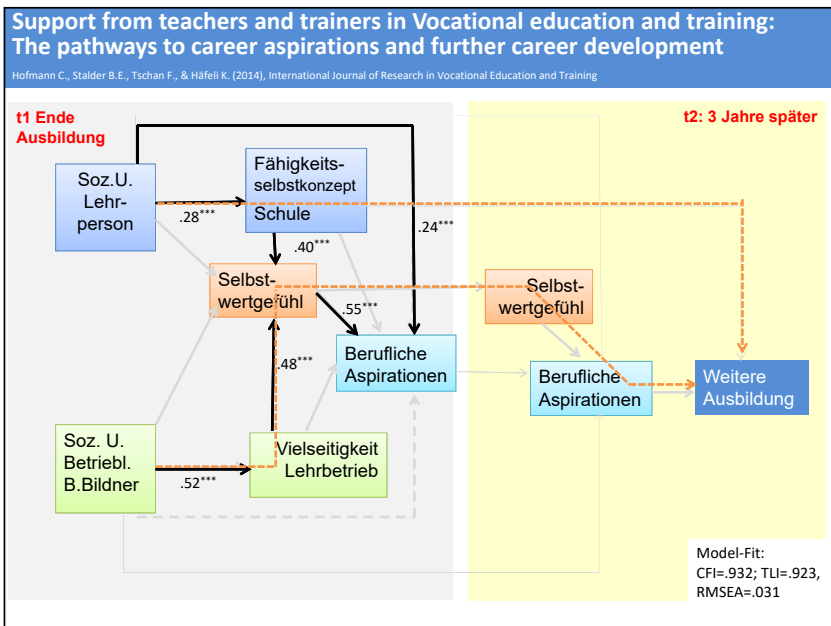 Support from teachers and trainers in Vocational education and training:
The pathways to career aspirations and further career development
Hofmann C., Stalder B.E., Tschan F., & Häfeli K. (2014), International Journal of Research in Vocational Education and Training
t1 Ende
Ausbildung
t2: 3 Jahre später
Soz.U.
Lehr-
person
Fähigkeits-
selbstkonzept
Schule
.28***
.24***
.40***
Selbst-
wertgefühl
Selbst-
wertgefühl
.55***
.48***
Berufliche
Aspirationen
Berufliche
Aspirationen
Weitere
Ausbildung
Soz. U.
Betriebl.
B.Bildner
Vielseitigkeit
Lehrbetrieb
.52***
Model-Fit:
CFI=.932; TLI=.923,
RMSEA=.031